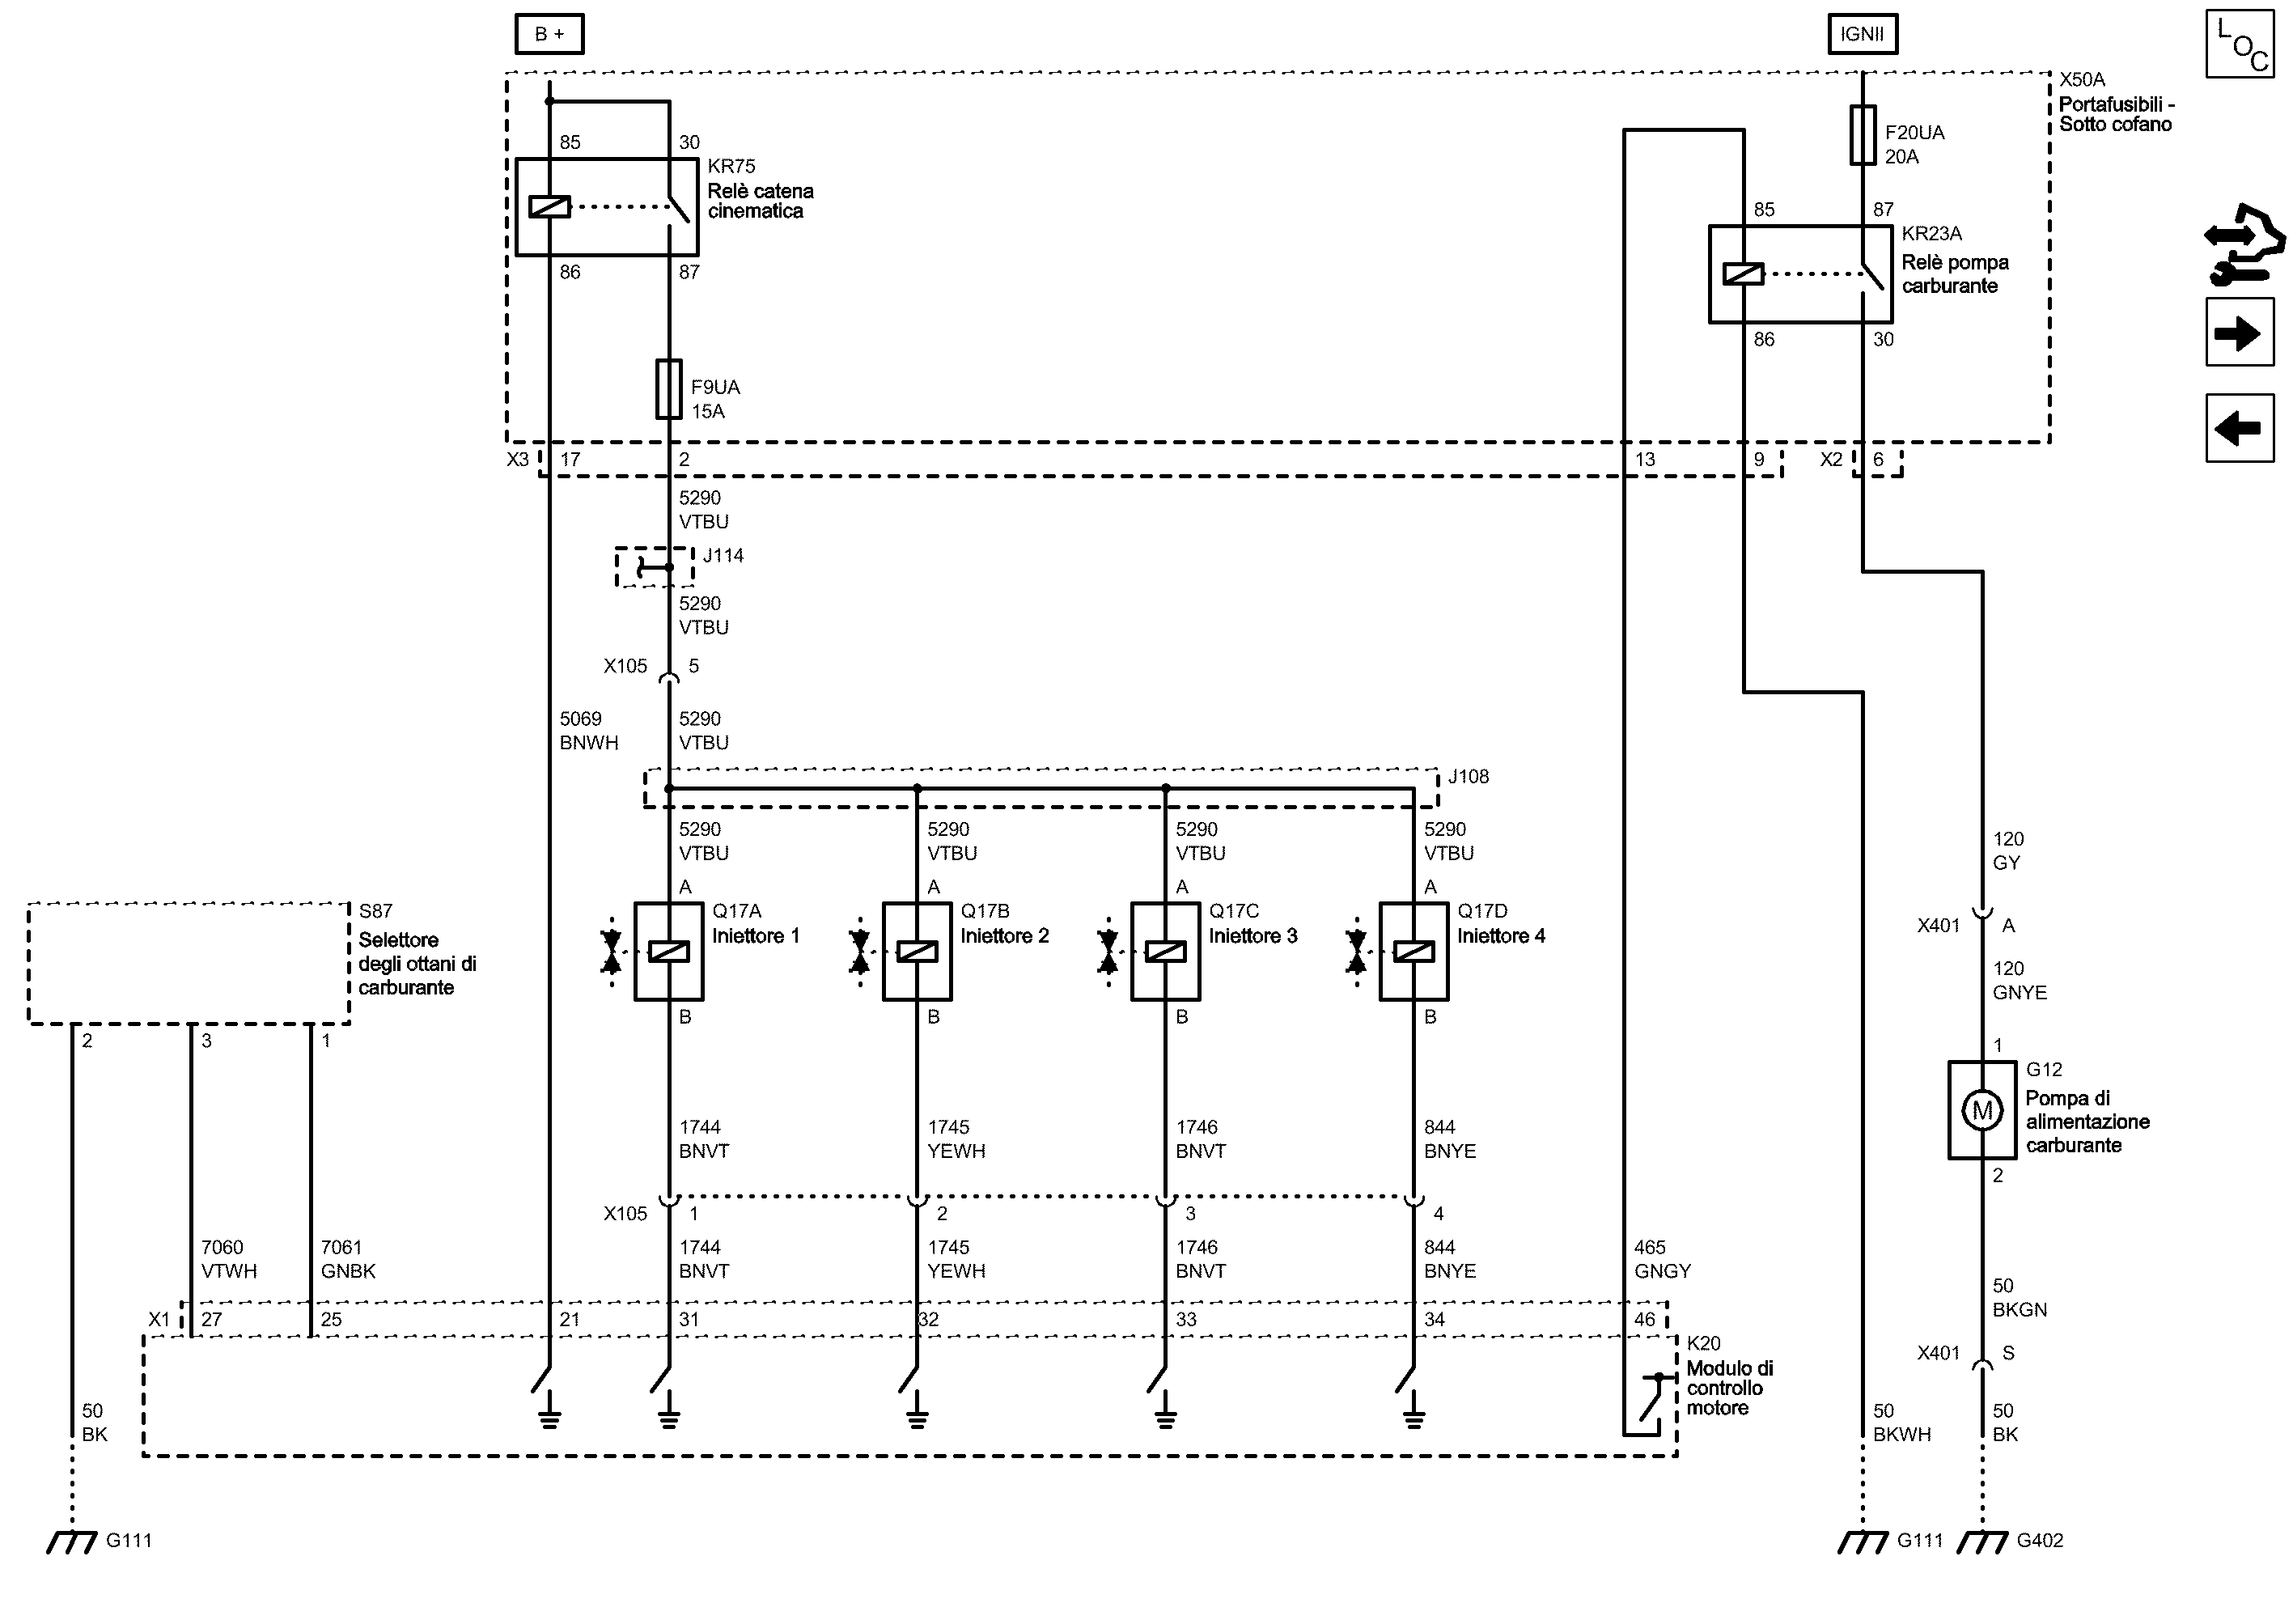 B +
IGNII
L
O
C
X50A
Portafusibili -
Sotto cofano
85
30
KR75
Relè catena
cinematica
F20UA
20A
85
87
KR23A
Relè pompa
carburante
86
87
86
30
F9UA
15A
X3
17
2
13
9
X2
6
5290
VTBU
J114
5290
VTBU
X105
5
5069
BNWH
5290
VTBU
J108
5290
VTBU
5290
VTBU
5290
VTBU
5290
VTBU
120
GY
A
A
A
A
S87
Selettore
degli ottani di
carburante
Q17A
Iniettore 1
Q17B
Iniettore 2
Q17C
Iniettore 3
Q17D
Iniettore 4
X401
A
120
GNYE
B
B
B
B
2
3
1
1
G12
M
Pompa di
alimentazione
carburante
2
1744
BNVT
1745
YEWH
1746
BNVT
844
BNYE
X105
1
2
3
4
7060
VTWH
7061
GNBK
1744
BNVT
1745
YEWH
1746
BNVT
844
BNYE
465
GNGY
50
BKGN
X1
27
25
21
31
32
33
34
46
K20
Modulo di
controllo
motore
X401
S
50
BK
50
BKWH
50
BK
G111
G111
G402